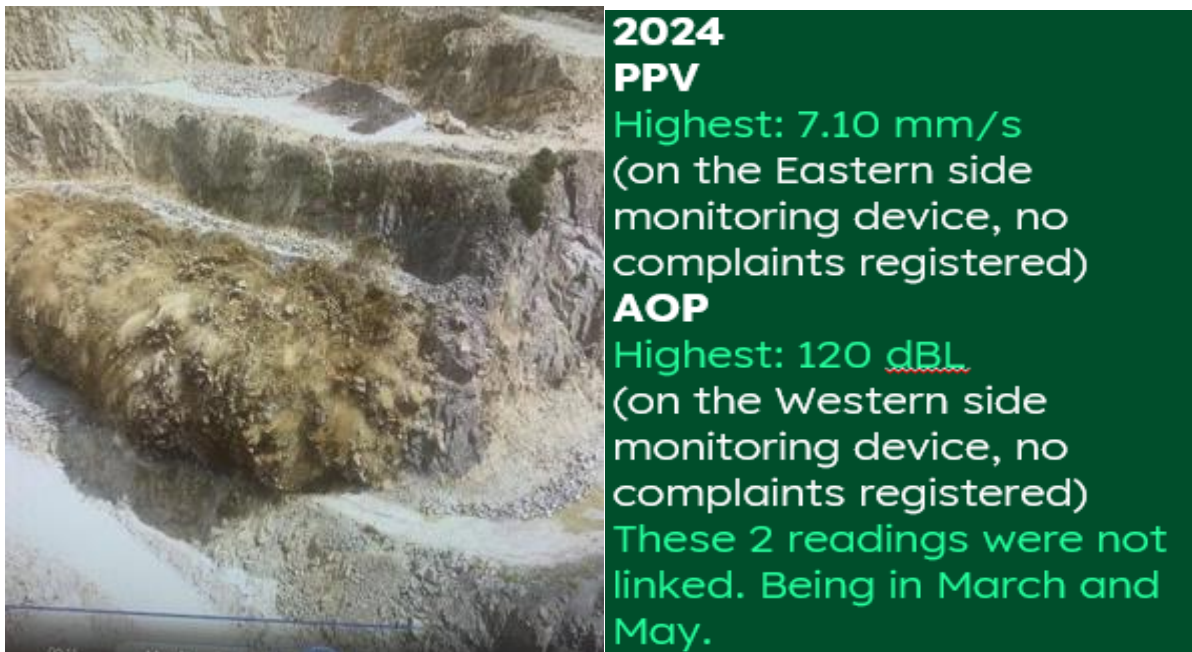 2024
PPV
Highest: 7.10 mm/s
(on the Eastern side
monitoring device, no
complaints registered)
AOP
Highest: 120 dBL
(on the Western side
monitoring device, no
complaints registered)
These 2 readings were not
linked. Being in March and
May.